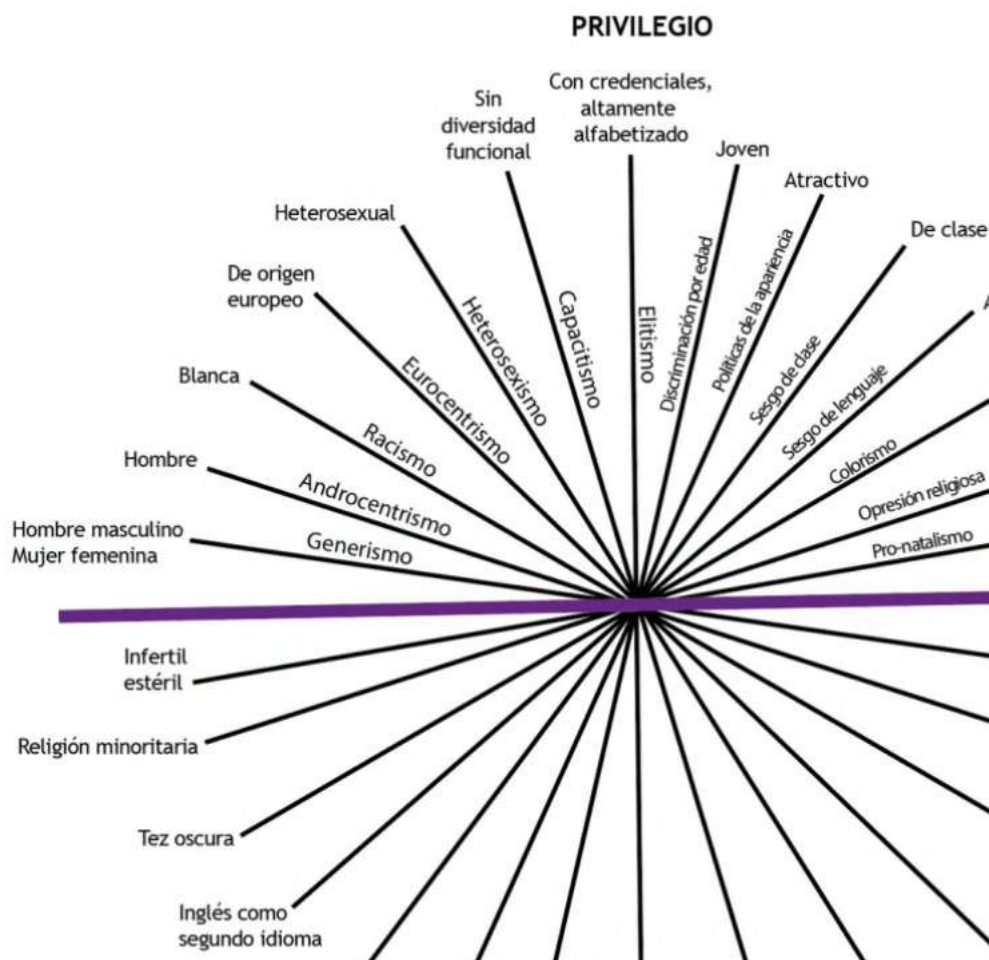 PRIVILEGIO
Con credenciales,
altamente
alfabetizado
Sin
diversidad
funcional
Joven
Atractivo
Heterosexual
De clase
De origen
europeo
Blanca
Hombre
Hombre masculino
Mujer femenina
Generismo
Androcentrismo
Racismo
Eurocentrismo
Heterosexismo
Capacitismo
Elitismo
Discriminación por edad
Políticas de la apariencia
Sesgo de clase
Sesgo de lenguaje
Colorismo
Opresión religiosa
Pro-natalismo
Infertil
estéril
Religión minoritaria
Tez oscura
Inglés como
segundo idioma